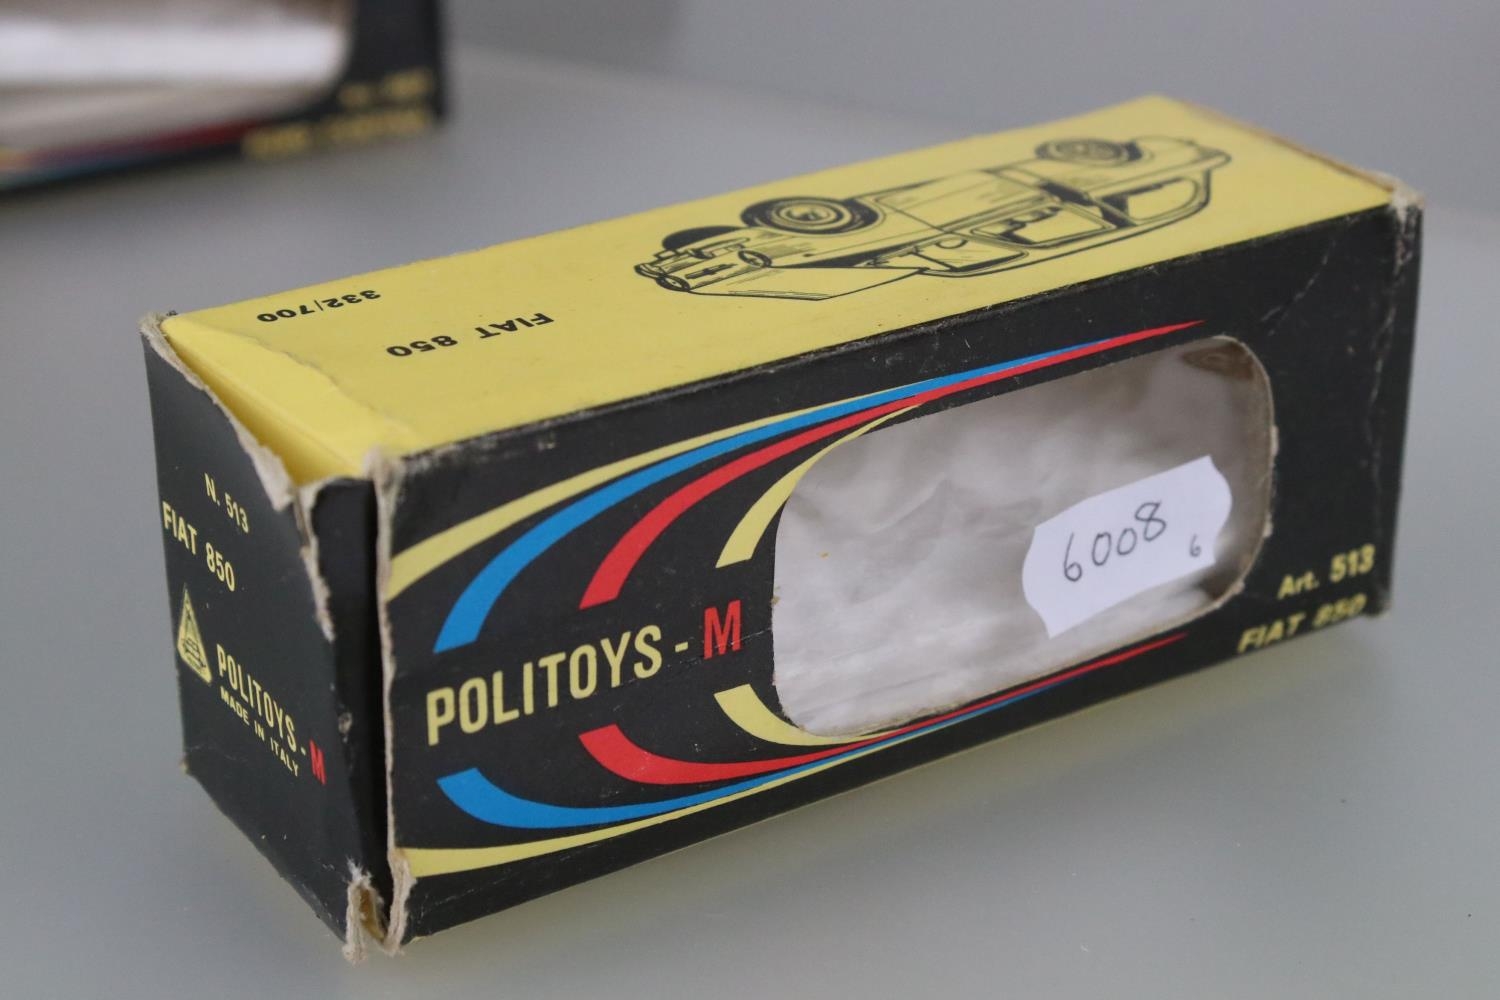 332/700
FIAT 850
N. 513
FIAT 850
POLITOYS-M
MADE IN ITALY
POLITOYS-M
6008
6
Art. 513
FIAT 850